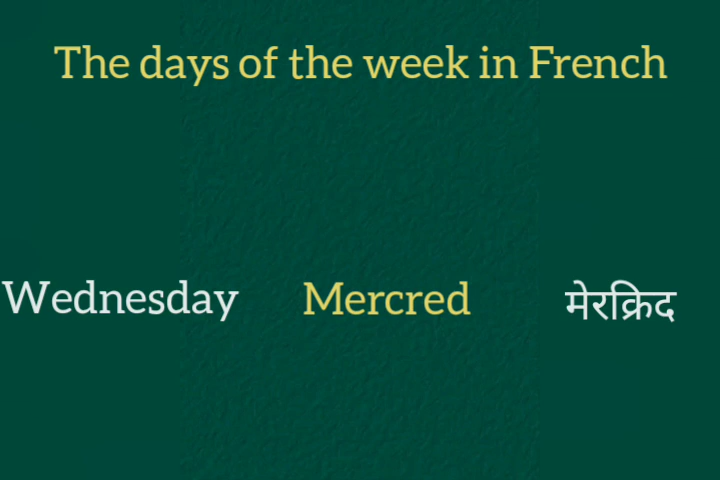 The days of the week in French
Wednesday Mercred मेरक्रिद